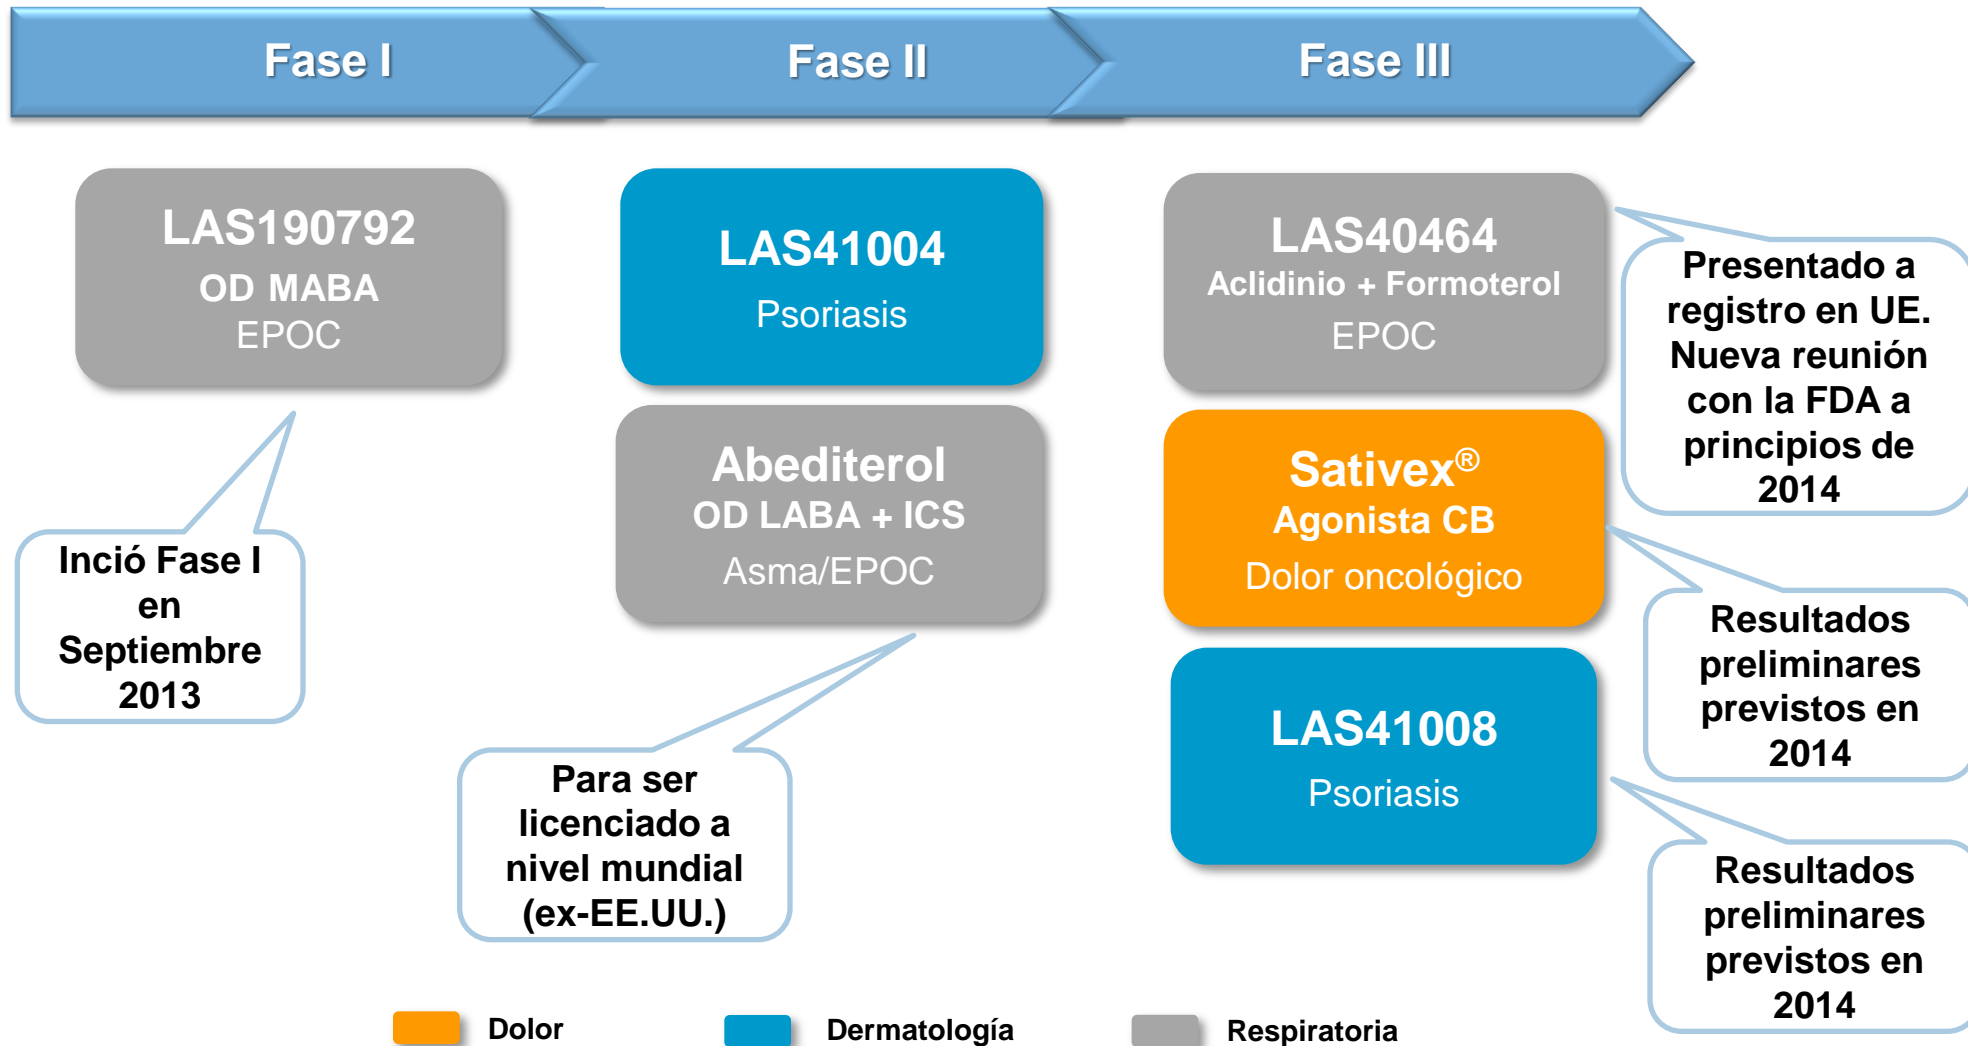 Fase I
Fase II
Fase III
LAS190792
OD MABA
EPOC
Inció Fase I
en
Septiembre
2013
LAS41004
Psoriasis
Abediterol
OD LABA + ICS
Asma/EPOC
Para ser
licenciado a
nivel mundial
(ex-EE.UU.)
LAS40464
Aclidinio + Formoterol
EPOC
Presentado a
registro en UE.
Nueva reunión
con la FDA a
principios de
2014
Sativex®
Agonista CB
Dolor oncológico
Resultados
preliminares
previstos en
2014
LAS41008
Psoriasis
Resultados
preliminares
previstos en
2014
Dolor
Dermatología
Respiratoria